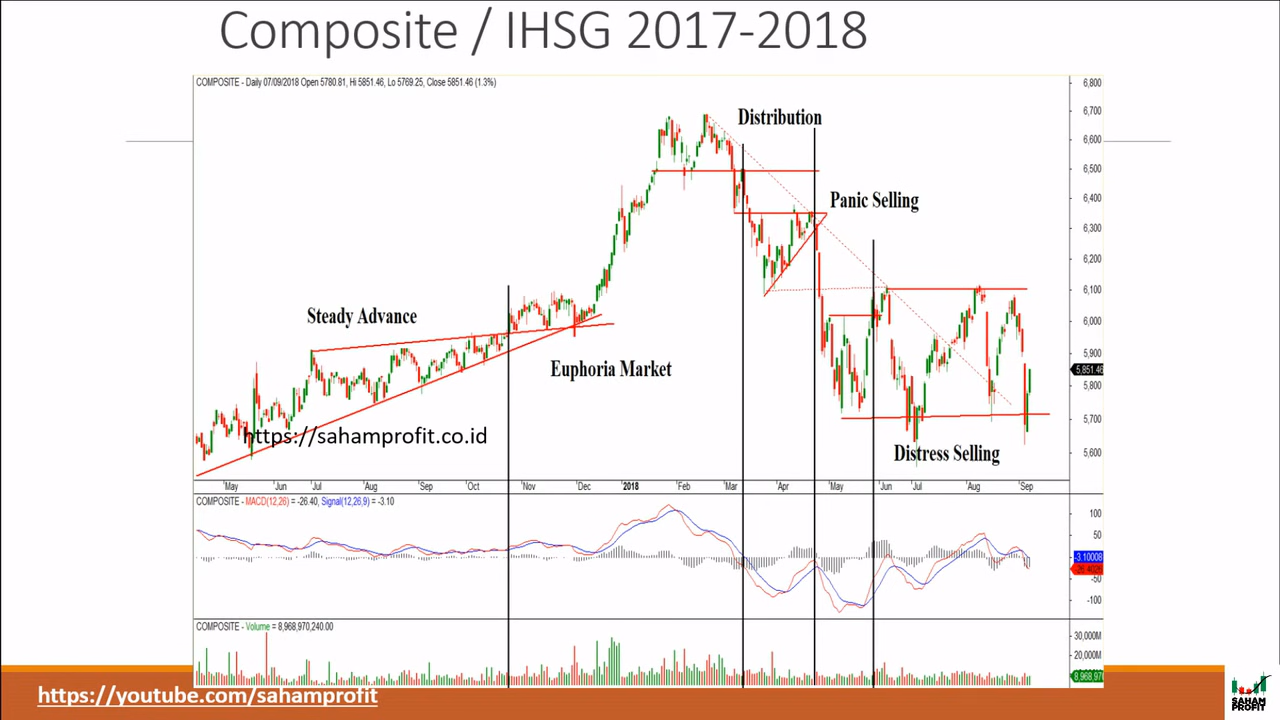 Composite / IHSG 2017-2018
COMPOSITE - Daily 07/09/2018 Open 5780.81, Hi 5851.46, Lo 5769.25, Close 5851.46 (1.3%)
6,800
6,700
6,600
6,500
6,400
6,300
6,200
6,100
6,000
5,900
5,851.46
5,800
5,700
5,600
Distribution
Panic Selling
Steady Advance
Euphoria Market
https://sahamprofit.co.id
Distress Selling
May Jun Jul Aug Sep Oct Nov Dec 2018 Feb Mar Apr May Jun Jul Aug Sep
COMPOSITE - MACD(12,26) = -26.40, Signal(12,26,9) = -3.10
100
50
-3.10008
-26.4026
-50
-100
COMPOSITE - Volume = 8,968,970,240.00
30,000M
20,000M
8,968,97
https://youtube.com/sahamprofit
SAHAM
PROFIT